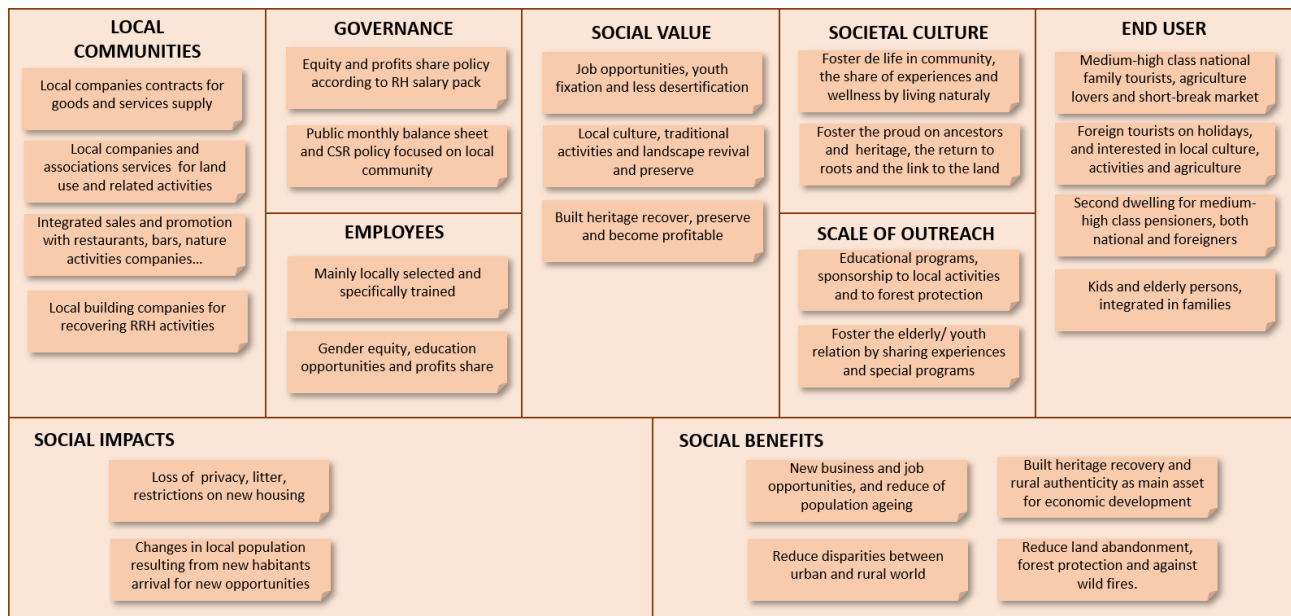 LOCAL
COMMUNITIES
Local companies contracts for
goods and services supply
Local companies and
associations services for land
use and related activities
Integrated sales and promotion
with restaurants, bars, nature
activities companies…
Local building companies for
recovering RRH activities
GOVERNANCE
Equity and profits share policy
according to RH salary pack
Public monthly balance sheet
and CSR policy focused on local
community
EMPLOYEES
Mainly locally selected and
specifically trained
Gender equity, education
opportunities and profits share
SOCIAL VALUE
Job opportunities, youth
fixation and less desertification
Local culture, traditional
activities and landscape revival
and preserve
Built heritage recover, preserve
and become profitable
SOCIETAL CULTURE
Foster de life in community,
the share of experiences and
wellness by living naturaly
Foster the proud on ancestors
and heritage, the return to
roots and the link to the land
SCALE OF OUTREACH
Educational programs,
sponsorship to local activities
and to forest protection
Foster the elderly/ youth
relation by sharing experiences
and special programs
END USER
Medium-high class national
family tourists, agriculture
lovers and short-break market
Foreign tourists on holidays,
and interested in local culture,
activities and agriculture
Second dwelling for medium-
high class pensioners, both
national and foreigners
Kids and elderly persons,
integrated in families
SOCIAL IMPACTS
Loss of privacy, litter,
restrictions on new housing
Changes in local population
resulting from new habitants
arrival for new opportunities
SOCIAL BENEFITS
New business and job
opportunities, and reduce of
population ageing
Reduce disparities between
urban and rural world
Built heritage recovery and
rural authenticity as main asset
for economic development
Reduce land abandonment,
forest protection and against
wild fires.